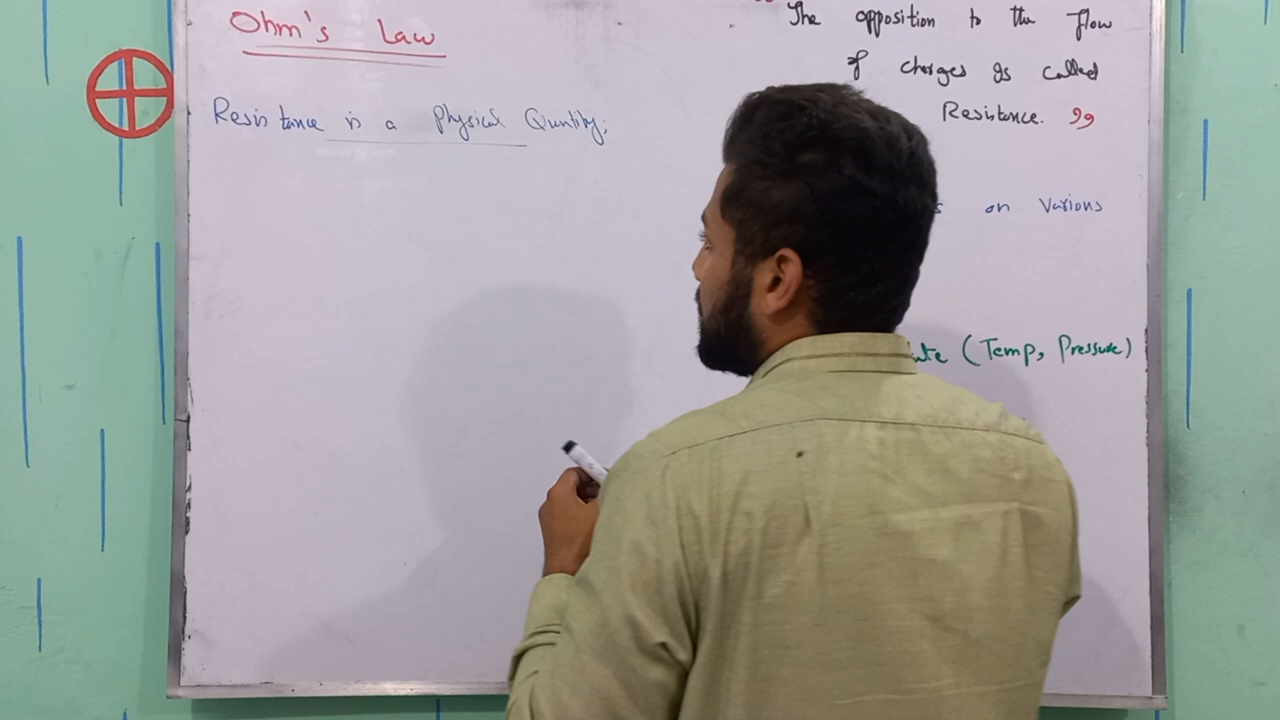 Ohm's Law
Resistance is a Physical Quantity;
The opposition to the flow
of charges is called
Resistance. "
on Various
(Temp, Pressure)